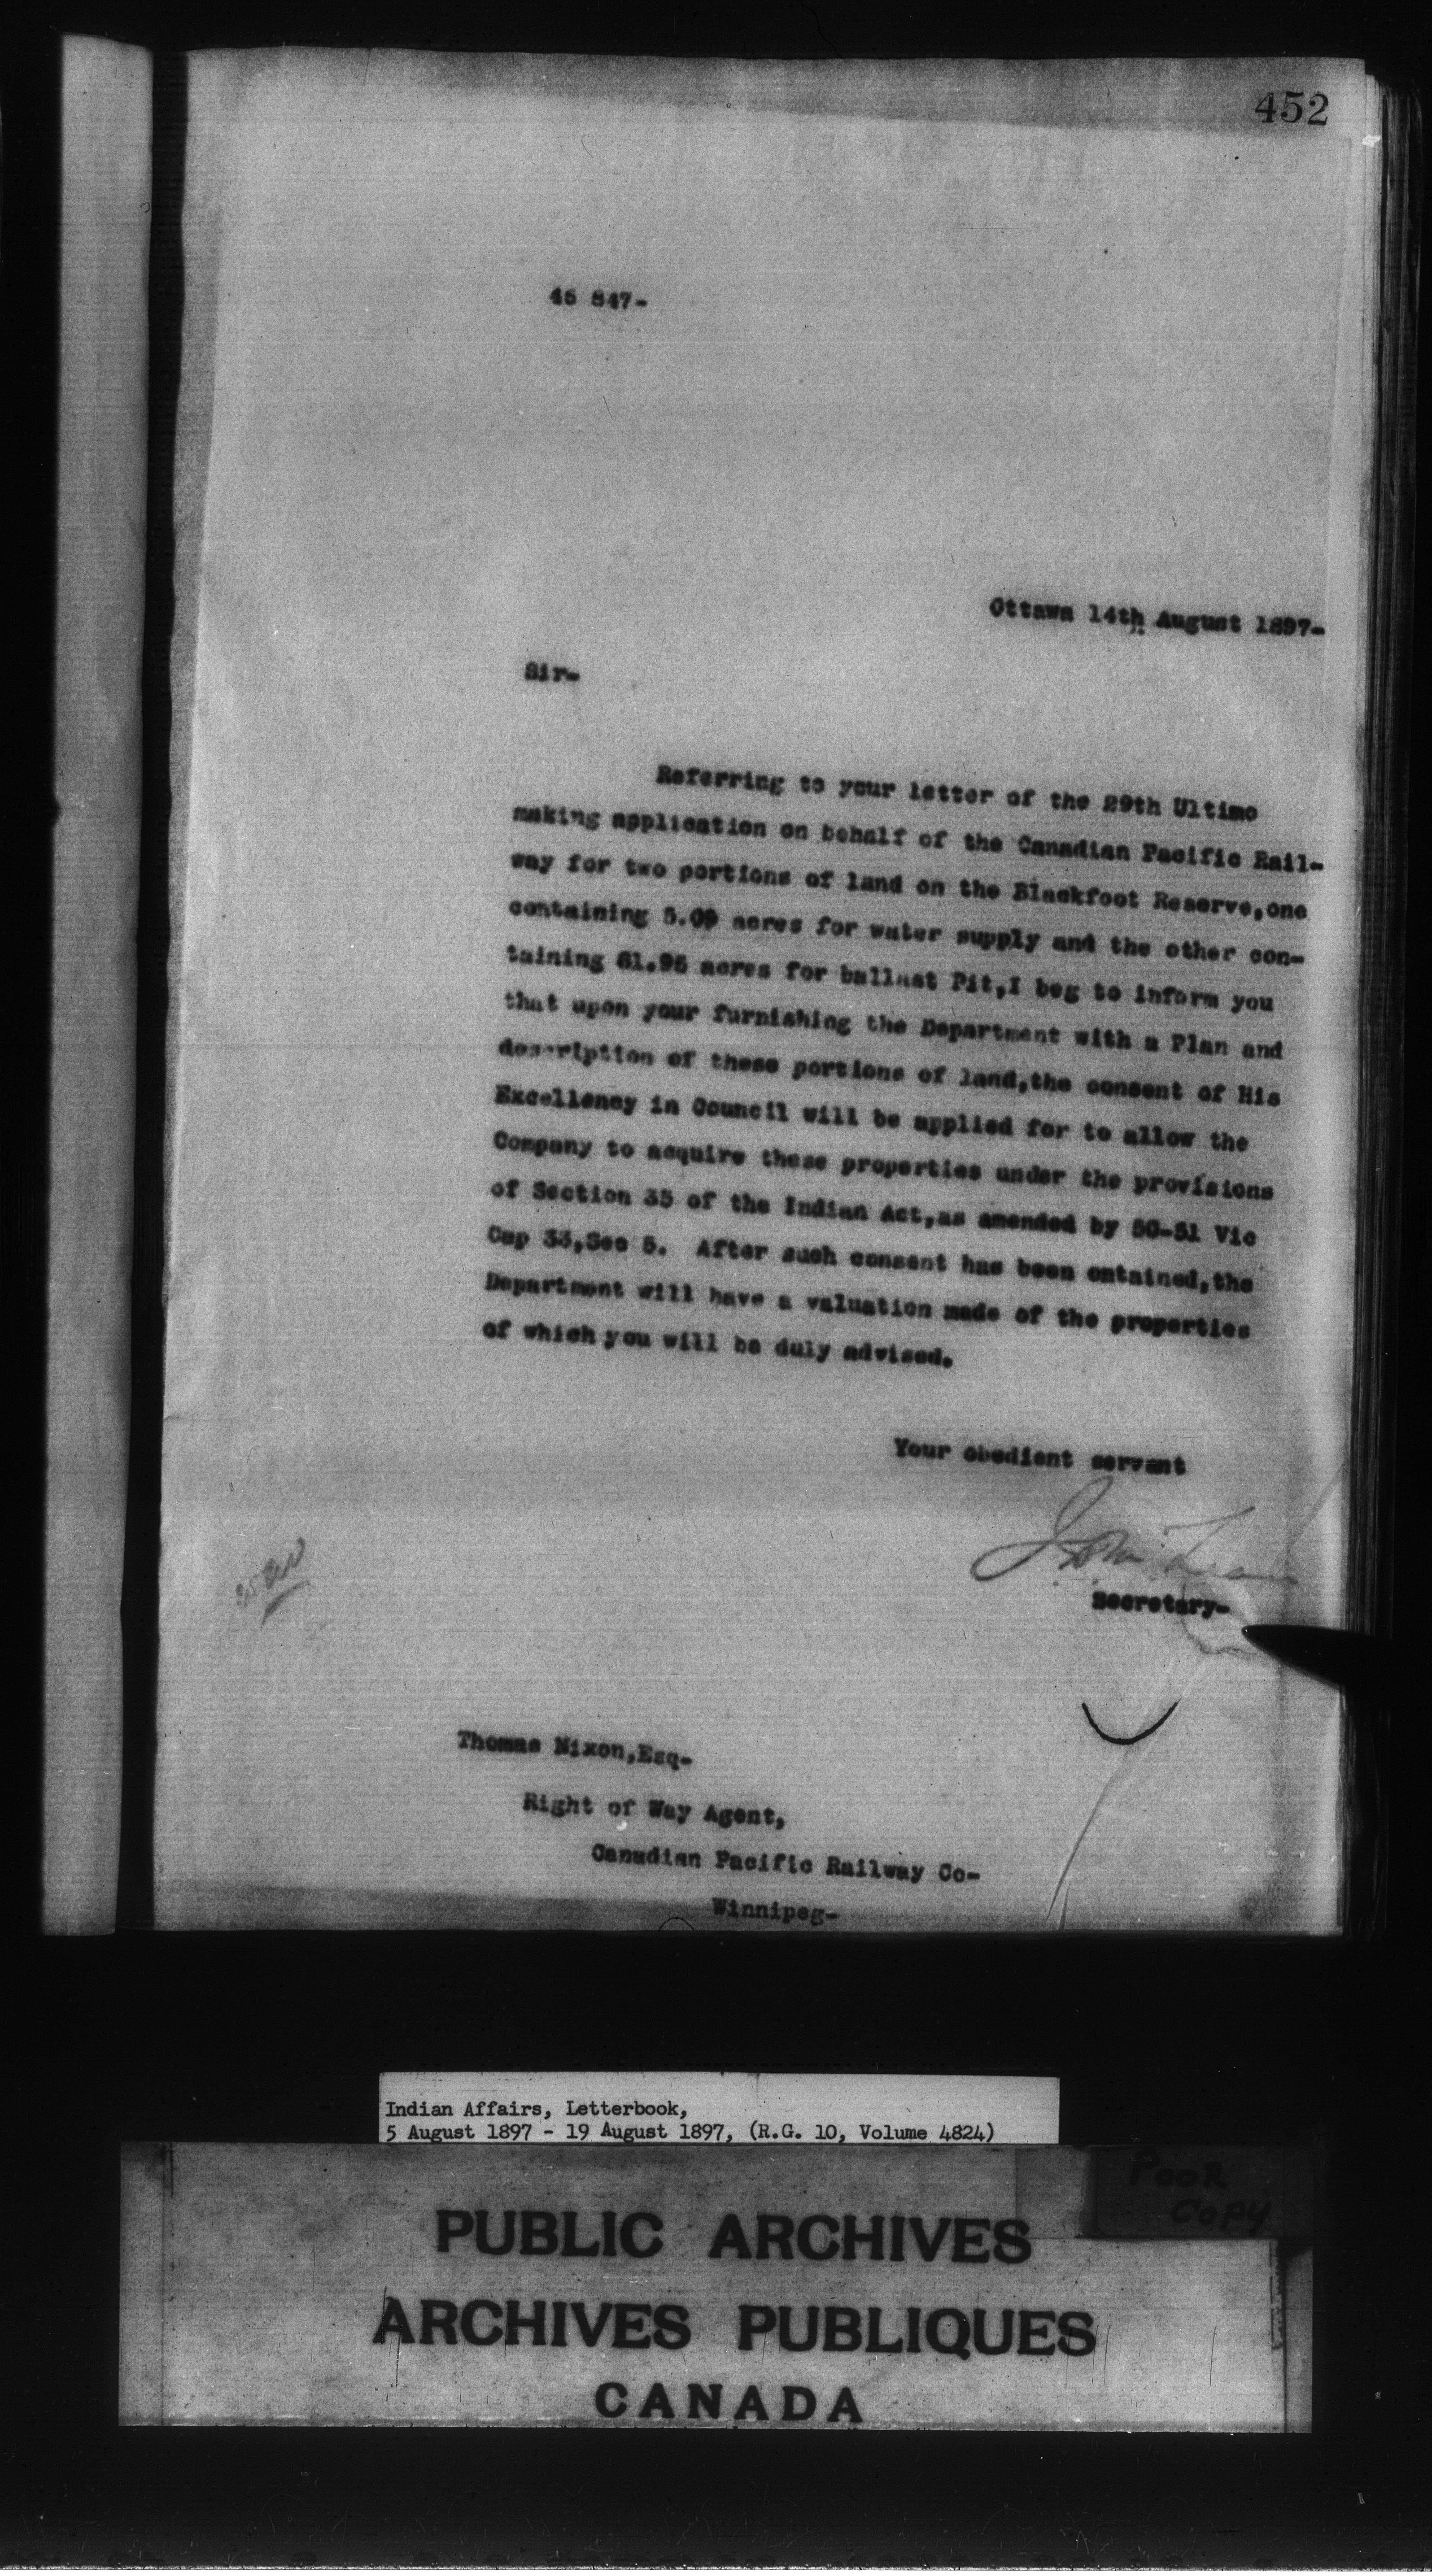 452
46 847-
Ottawa 14th August 1897-
Sir-
Referring to your letter of the 29th Ultimo
making application on behalf of the Canadian Pacific Rail-
way for two portions of land on the Blackfoot Reserve,one
containing 5.09 acres for water supply and the other con-
taining 61.95 acres for ballast Pit,I beg to inform you
that upon your furnishing the Department with a Plan and
description of these portions of land,the consent of His
Excellency in Council will be applied for to allow the
Company to acquire these properties under the provisions
of Section 35 of the Indian Act,as amended by 50-51 Vic
Cap 33,Sec 5. After such consent has been ontained,the
Department will have a valuation made of the properties
of which you will be duly advised.
Your obedient servant
Secretary-
Thomas Nixon,Esq-
Right of Way Agent,
Canadian Pacific Railway Co-
Winnipeg-
Indian Affairs, Letterbook,
5 August 1897 - 19 August 1897, (R.G. 10, Volume 4824)
POOR
COPY
PUBLIC ARCHIVES
ARCHIVES PUBLIQUES
CANADA